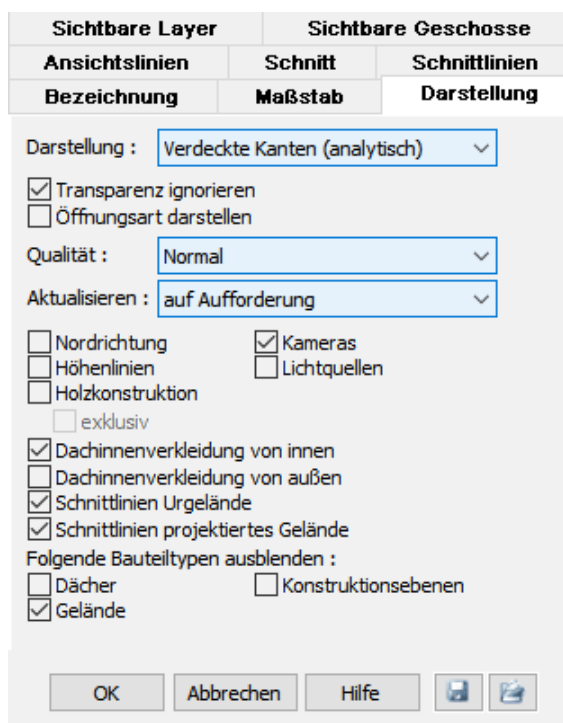 Sichtbare Layer Sichtbare Geschosse
Ansichtslinien Schnitt Schnittlinien
Bezeichnung Maßstab Darstellung
Darstellung : Verdeckte Kanten (analytisch)
Transparenz ignorieren
Öffnungsart darstellen
Qualität : Normal
Aktualisieren : auf Aufforderung
Nordrichtung Kameras
Höhenlinien Lichtquellen
Holzkonstruktion
exklusiv
Dachinnenverkleidung von innen
Dachinnenverkleidung von außen
Schnittlinien Urgelände
Schnittlinien projektiertes Gelände
Folgende Bauteiltypen ausblenden :
Dächer Konstruktionsebenen
Gelände
OK Abbrechen Hilfe